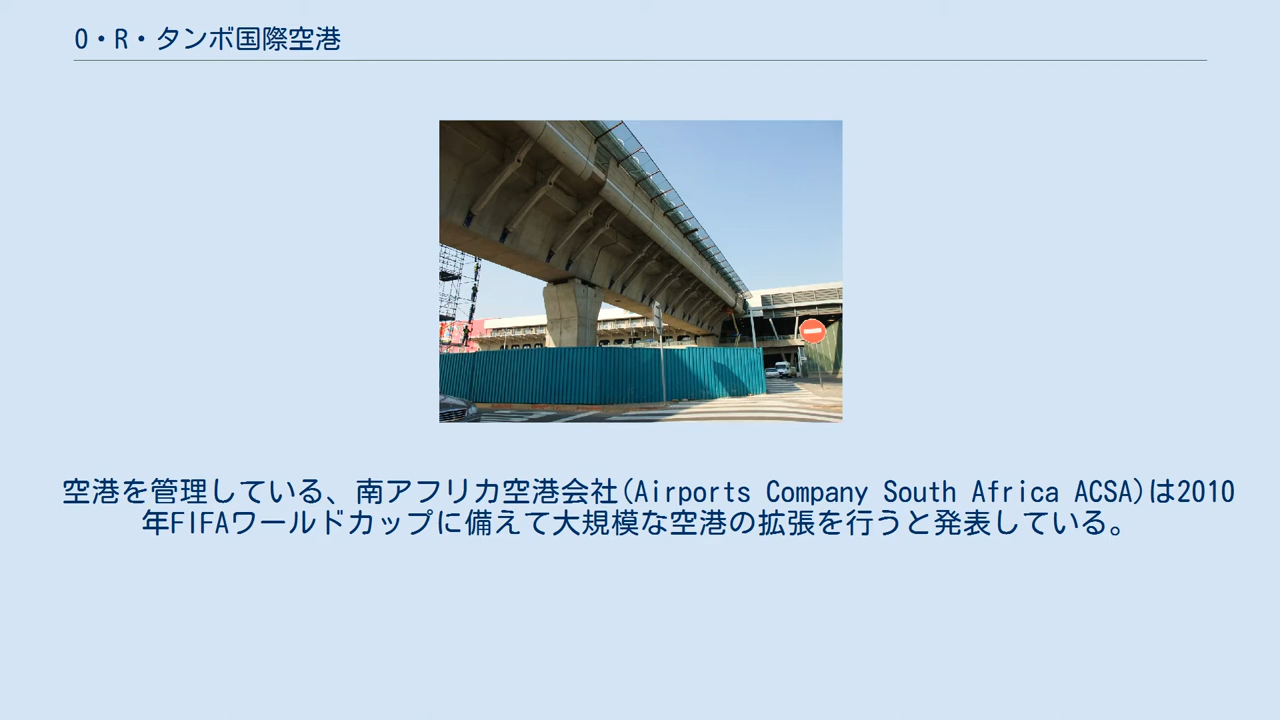 O・R・タンボ国際空港
空港を管理している、南アフリカ空港会社(Airports Company South Africa ACSA)は2010
年FIFAワールドカップに備えて大規模な空港の拡張を行うと発表している。